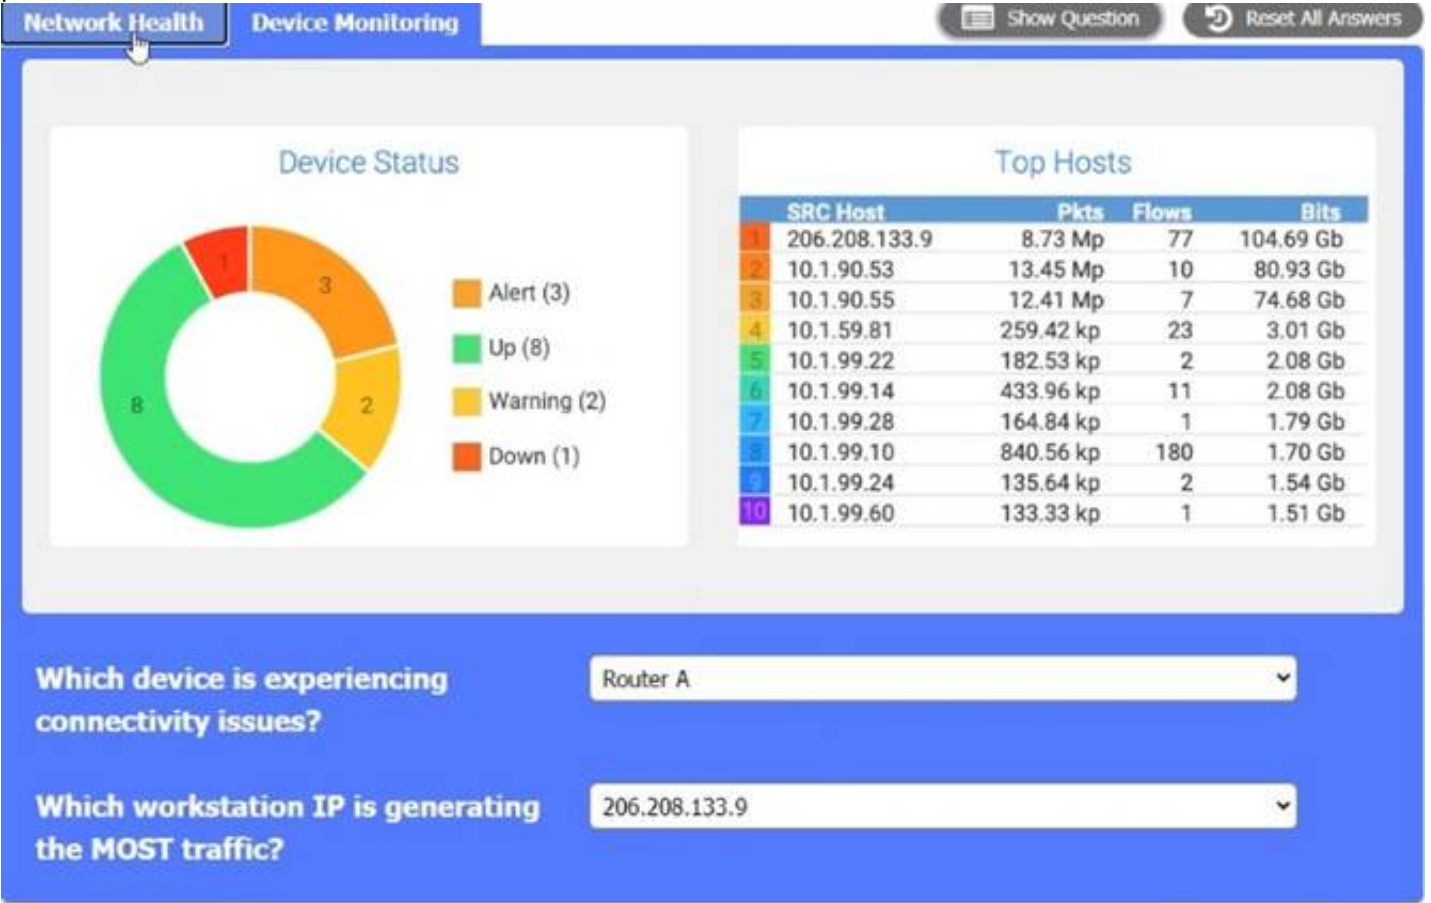 Network Health
Device Monitoring
Show Question
Reset All Answers
Device Status
1
3
8
2
Alert (3)
Up (8)
Warning (2)
Down (1)
Top Hosts
SRC Host Pkts Flows Bits
1 206.208.133.9 8.73 Mp 77 104.69 Gb
2 10.1.90.53 13.45 Mp 10 80.93 Gb
3 10.1.90.55 12.41 Mp 7 74.68 Gb
4 10.1.59.81 259.42 kp 23 3.01 Gb
5 10.1.99.22 182.53 kp 2 2.08 Gb
6 10.1.99.14 433.96 kp 11 2.08 Gb
7 10.1.99.28 164.84 kp 1 1.79 Gb
8 10.1.99.10 840.56 kp 180 1.70 Gb
9 10.1.99.24 135.64 kp 2 1.54 Gb
10 10.1.99.60 133.33 kp 1 1.51 Gb
Which device is experiencing
connectivity issues?
Router A
Which workstation IP is generating
the MOST traffic?
206.208.133.9